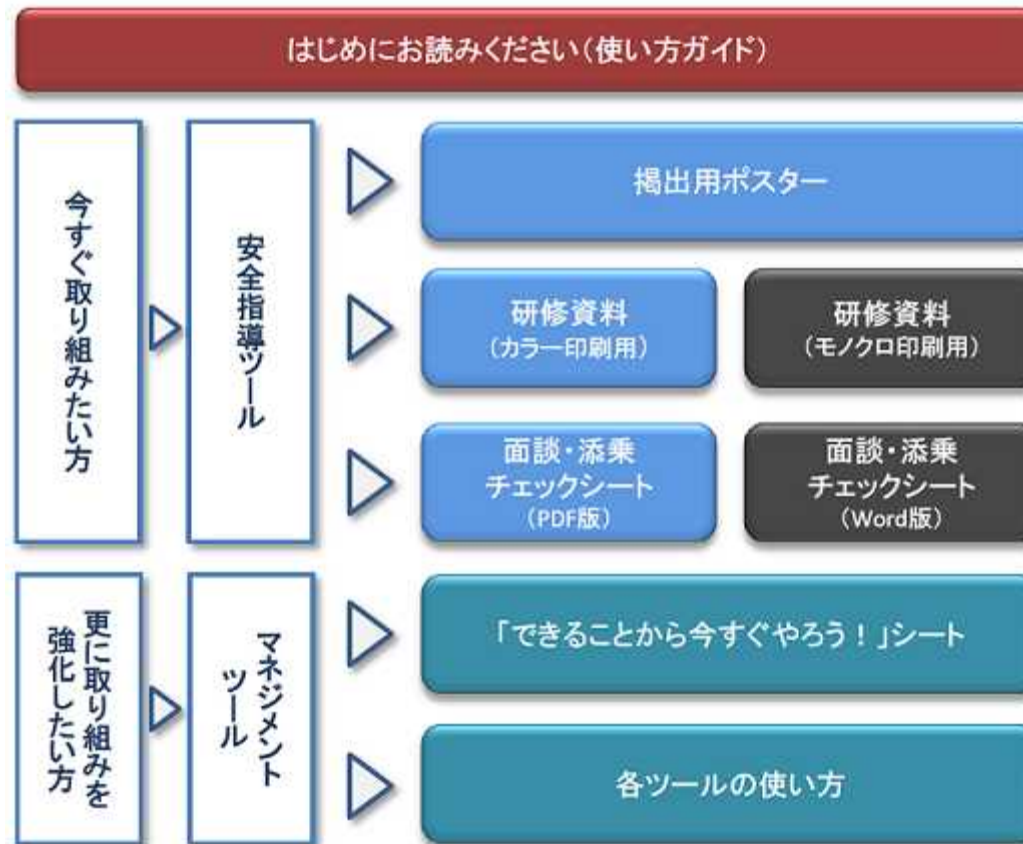 はじめにお読みください(使い方ガイド)
今すぐ取り組みたい方
安全指導ツール
掲出用ポスター
研修資料
(カラー印刷用)
研修資料
(モノクロ印刷用)
面談・添乗
チェックシート
(PDF版)
面談・添乗
チェックシート
(Word版)
更に取り組みを
強化したい方
マネジメント
ツール
「できることから今すぐやろう!」シート
各ツールの使い方